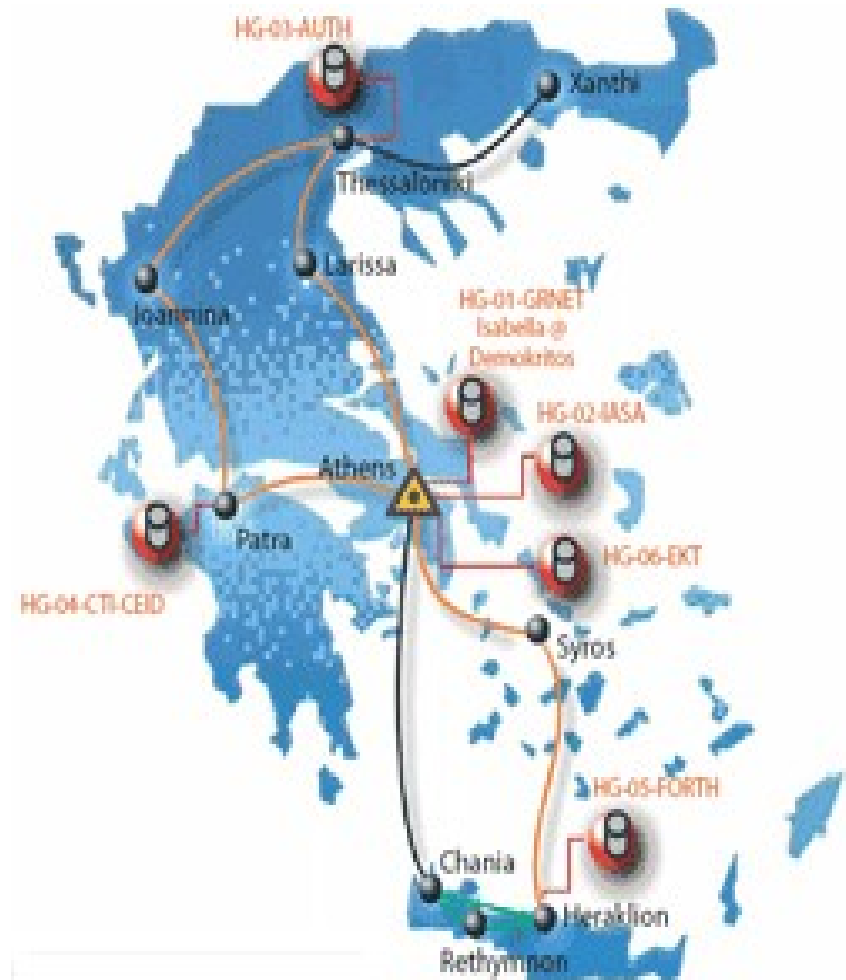 HG-03-AUTH
Xanthi
Thessaloniki
Larissa
Ioannina
HG-01-GRNET
Isabella @
Demokritos
HG-02-IASA
Athens
Patra
HG-06-EKT
HG-04-CTI-CEID
Syros
HG-05-FORTH
Chania
Heraklion
Rethymnon